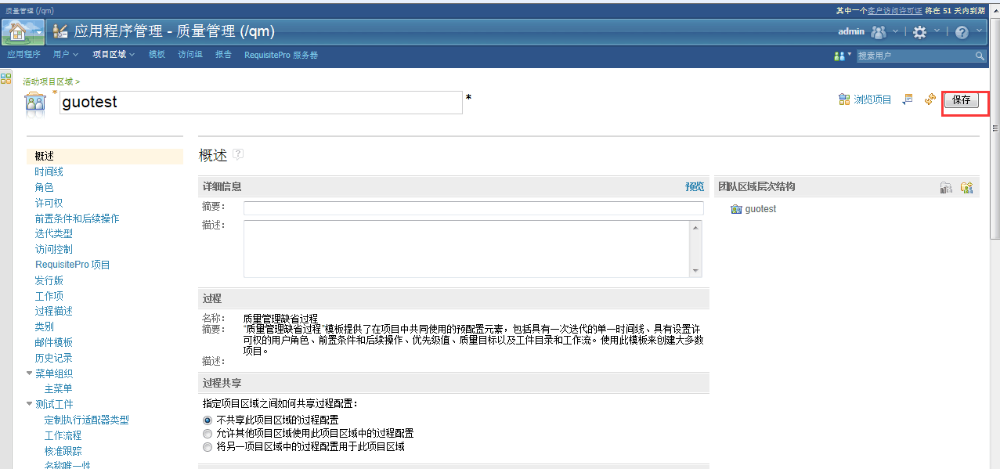 质量管理 (/qm)
其中一个客户访问许可证 将在 51 天内到期
应用程序管理 - 质量管理 (/qm)
admin
应用程序 用户 项目区域 模板 访问组 报告 RequisitePro 服务器
搜索用户
活动项目区域 >
* guotest *
浏览项目
保存
概述
时间线
角色
许可权
前置条件和后续操作
迭代类型
访问控制
RequisitePro 项目
发行版
工作项
过程描述
类别
邮件模板
历史记录
菜单组织
主菜单
测试工件
定制执行适配器类型
工作流程
核准跟踪
名称唯一性
概述 ?
详细信息 预览
摘要：
描述：
过程
名称： 质量管理缺省过程
摘要： “质量管理缺省过程”模板提供了在项目中共同使用的预配置元素，包括具有一次迭代的单一时间线、具有设置许
可权的用户角色、前置条件和后续操作、优先级值、质量目标以及工件目录和工作流。使用此模板来创建大多数
项目。
描述：
过程共享
指定项目区域之间如何共享过程配置：
不共享此项目区域的过程配置
允许其他项目区域使用此项目区域中的过程配置
将另一项目区域中的过程配置用于此项目区域
团队区域层次结构
guotest